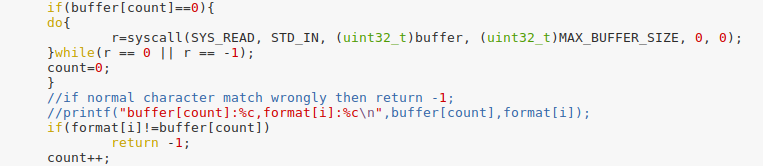 if(buffer[count]==0){
do{
r=syscall(SYS_READ, STD_IN, (uint32_t)buffer, (uint32_t)MAX_BUFFER_SIZE, 0, 0);
}while(r == 0 || r == -1);
count=0;
}
//if normal character match wrongly then return -1;
//printf("buffer[count]:%c,format[i]:%c\n",buffer[count],format[i]);
if(format[i]!=buffer[count])
return -1;
count++;